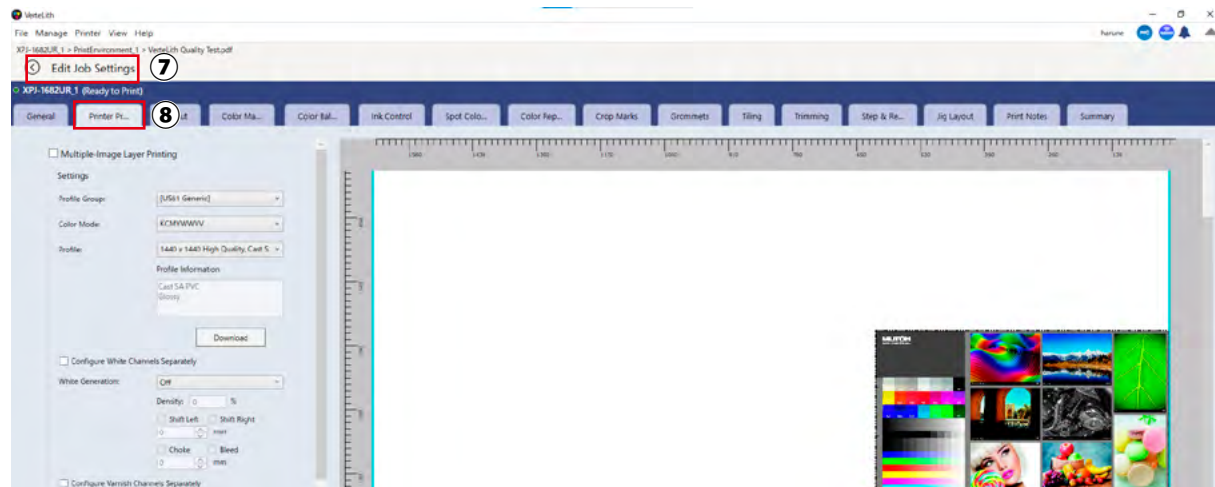 VerteLith
File Manage Printer View Help
XPJ-1682UR_1 > PrintEnvironment_1 > VerteLith Quality Test.pdf
Edit Job Settings ⑦
XPJ-1682UR_1 (Ready to Print)
General Printer Pr... ⑧ Color Ma... Color Bal... Ink Control Spot Colo... Color Rep... Crop Marks Grommets Tiling Trimming Step & Re... Jig Layout Print Notes Summary
Multiple-Image Layer Printing
Settings
Profile Group: [US61 Generic]
Color Mode: KCMYWWVV
Profile: 1440 x 1440 High Quality, Cast S
Profile Information
Cast SA PVC
Glossy
Download
Configure White Channels Separately
White Generation: Off
Density: 0 %
Shift Left Shift Right
0 mm
Choke Bleed
0 mm
Configure Varnish Channels Separately
MUTOH